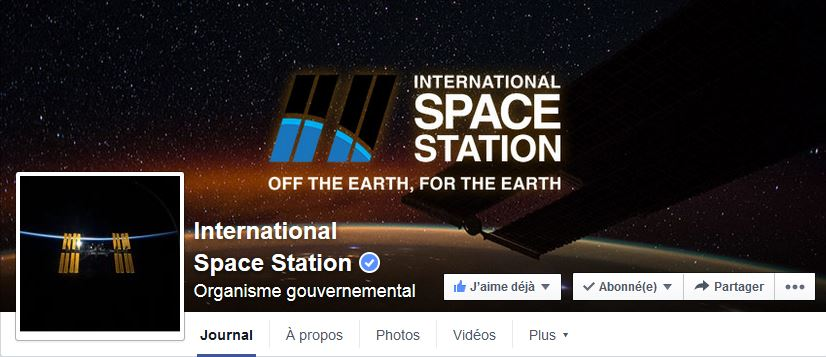 INTERNATIONAL
SPACE
STATION
OFF THE EARTH, FOR THE EARTH
International
Space Station
Organisme gouvernemental
J'aime déjà
Abonné(e)
Partager
Journal
À propos
Photos
Vidéos
Plus